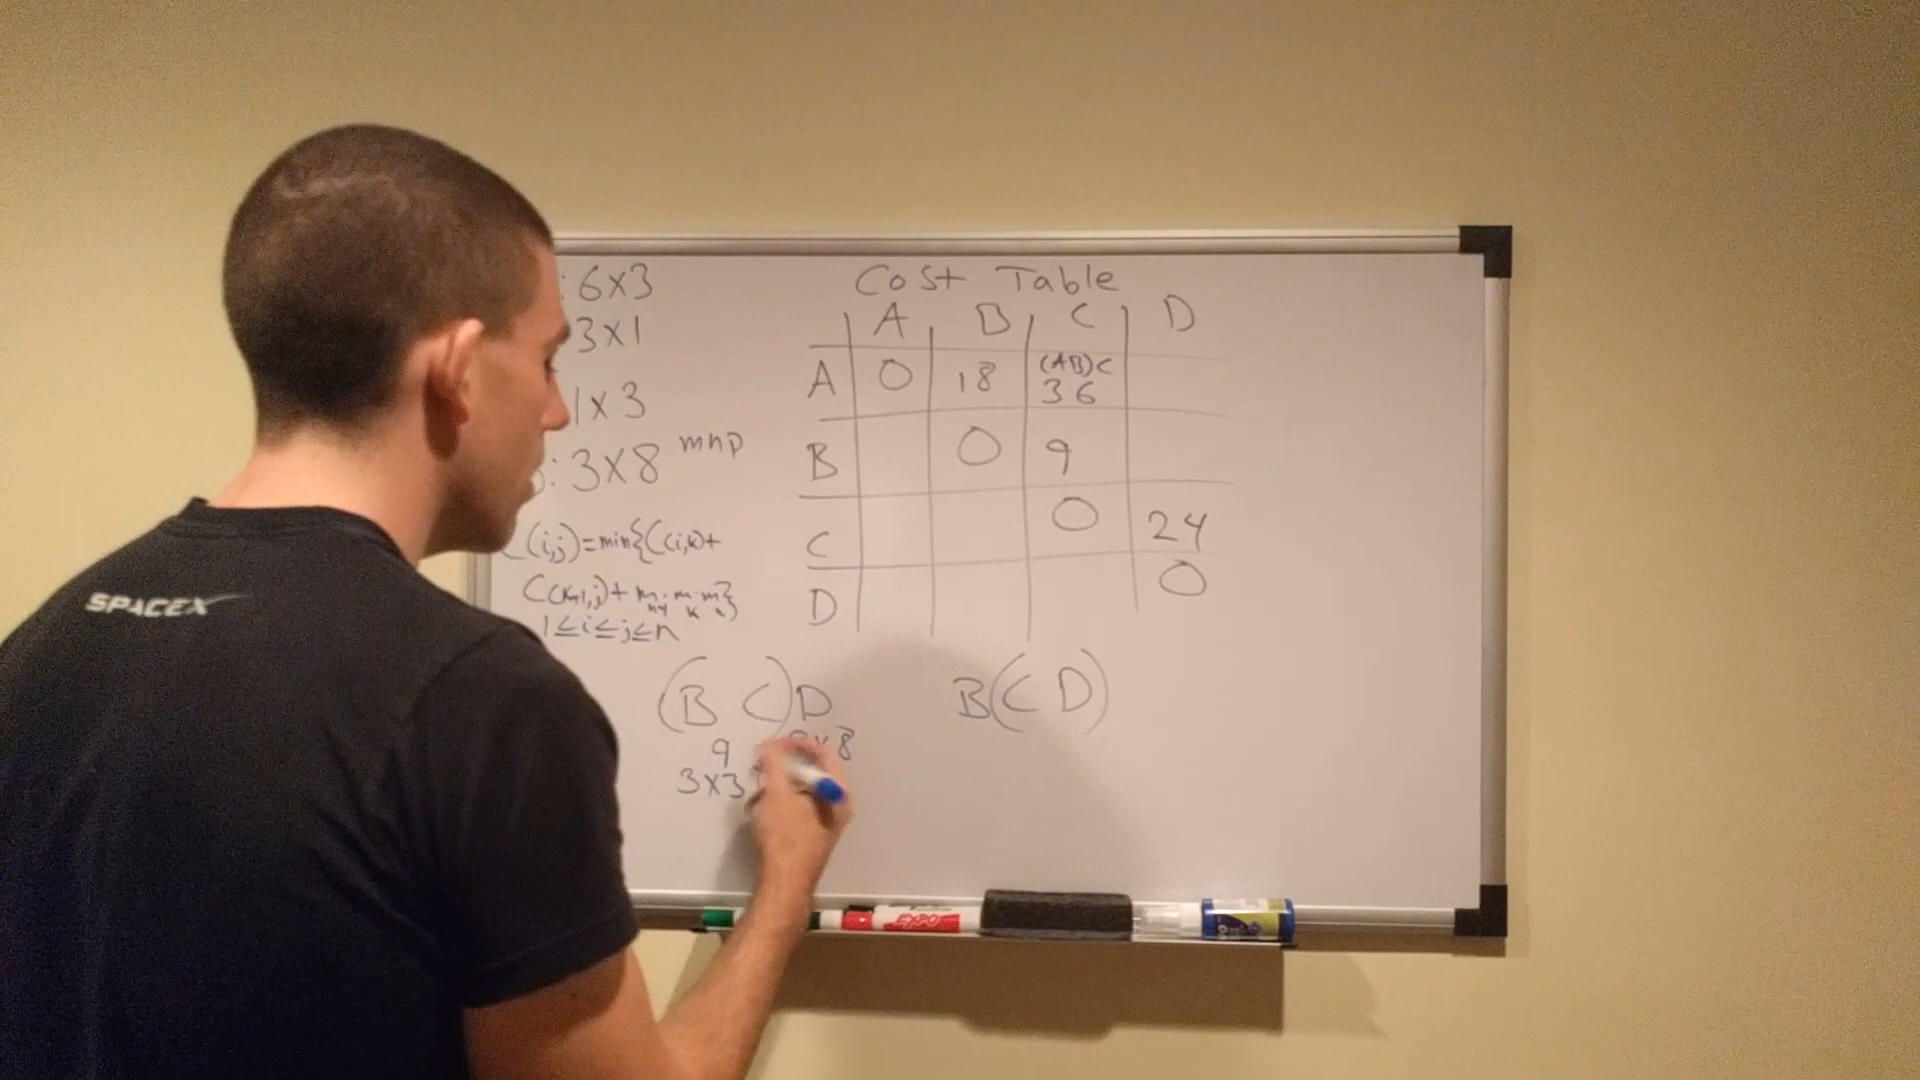 : 6x3
3x1
1x3
: 3x8 mnp
C(i,j)=min{C(i,k)+
1≤i≤j≤n
Cost Table
A B C D
A 0 18 (AB)C 36
B 0 9
C 0 24
D 0
(B C)D
9
3x3
B(C D)
SPACEX
EXPO